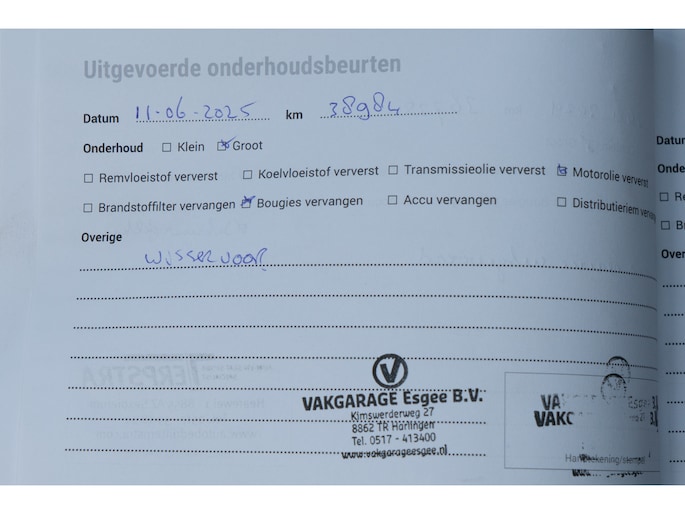 Uitgevoerde onderhoudsbeurten
Datum 11-06-2025 km 38984
Onderhoud Klein Groot
Remvloeistof ververst Koelvloeistof ververst Transmissieolie ververst Motorolie ververst
Brandstoffilter vervangen Bougies vervangen Accu vervangen Distributieriem
Overige
wisser voor
VAKGARAGE Esgee B.V.
Kimswerderweg 27
8862 TR Harlingen
Tel. 0517 - 413400
www.vakgarageesgee.nl